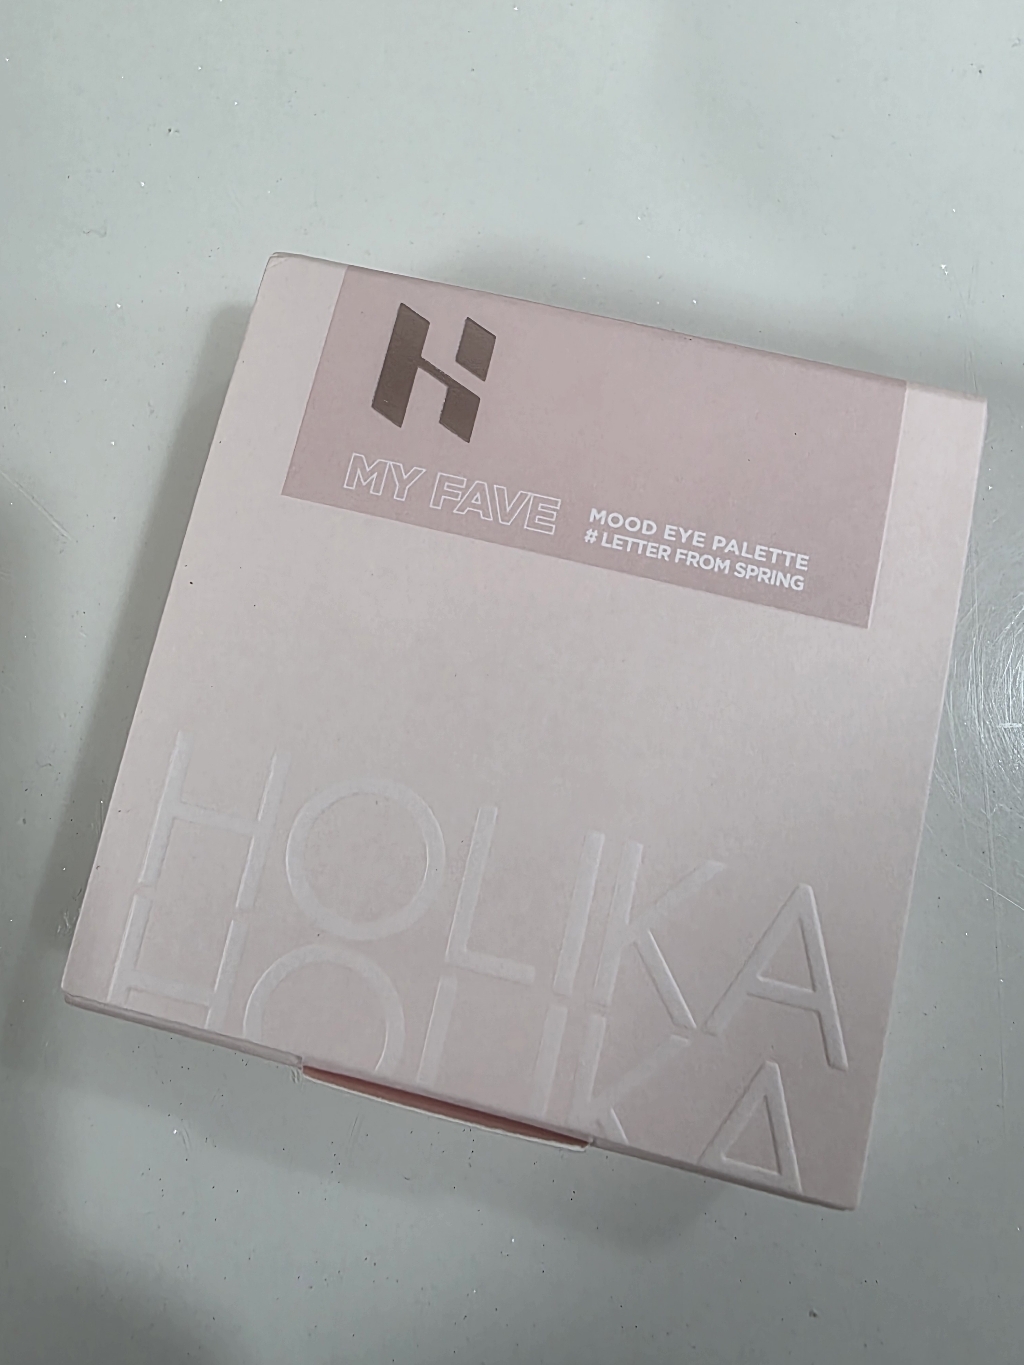 H
MY FAVE
MOOD EYE PALETTE
# LETTER FROM SPRING
HOLIKA
HOLIKA